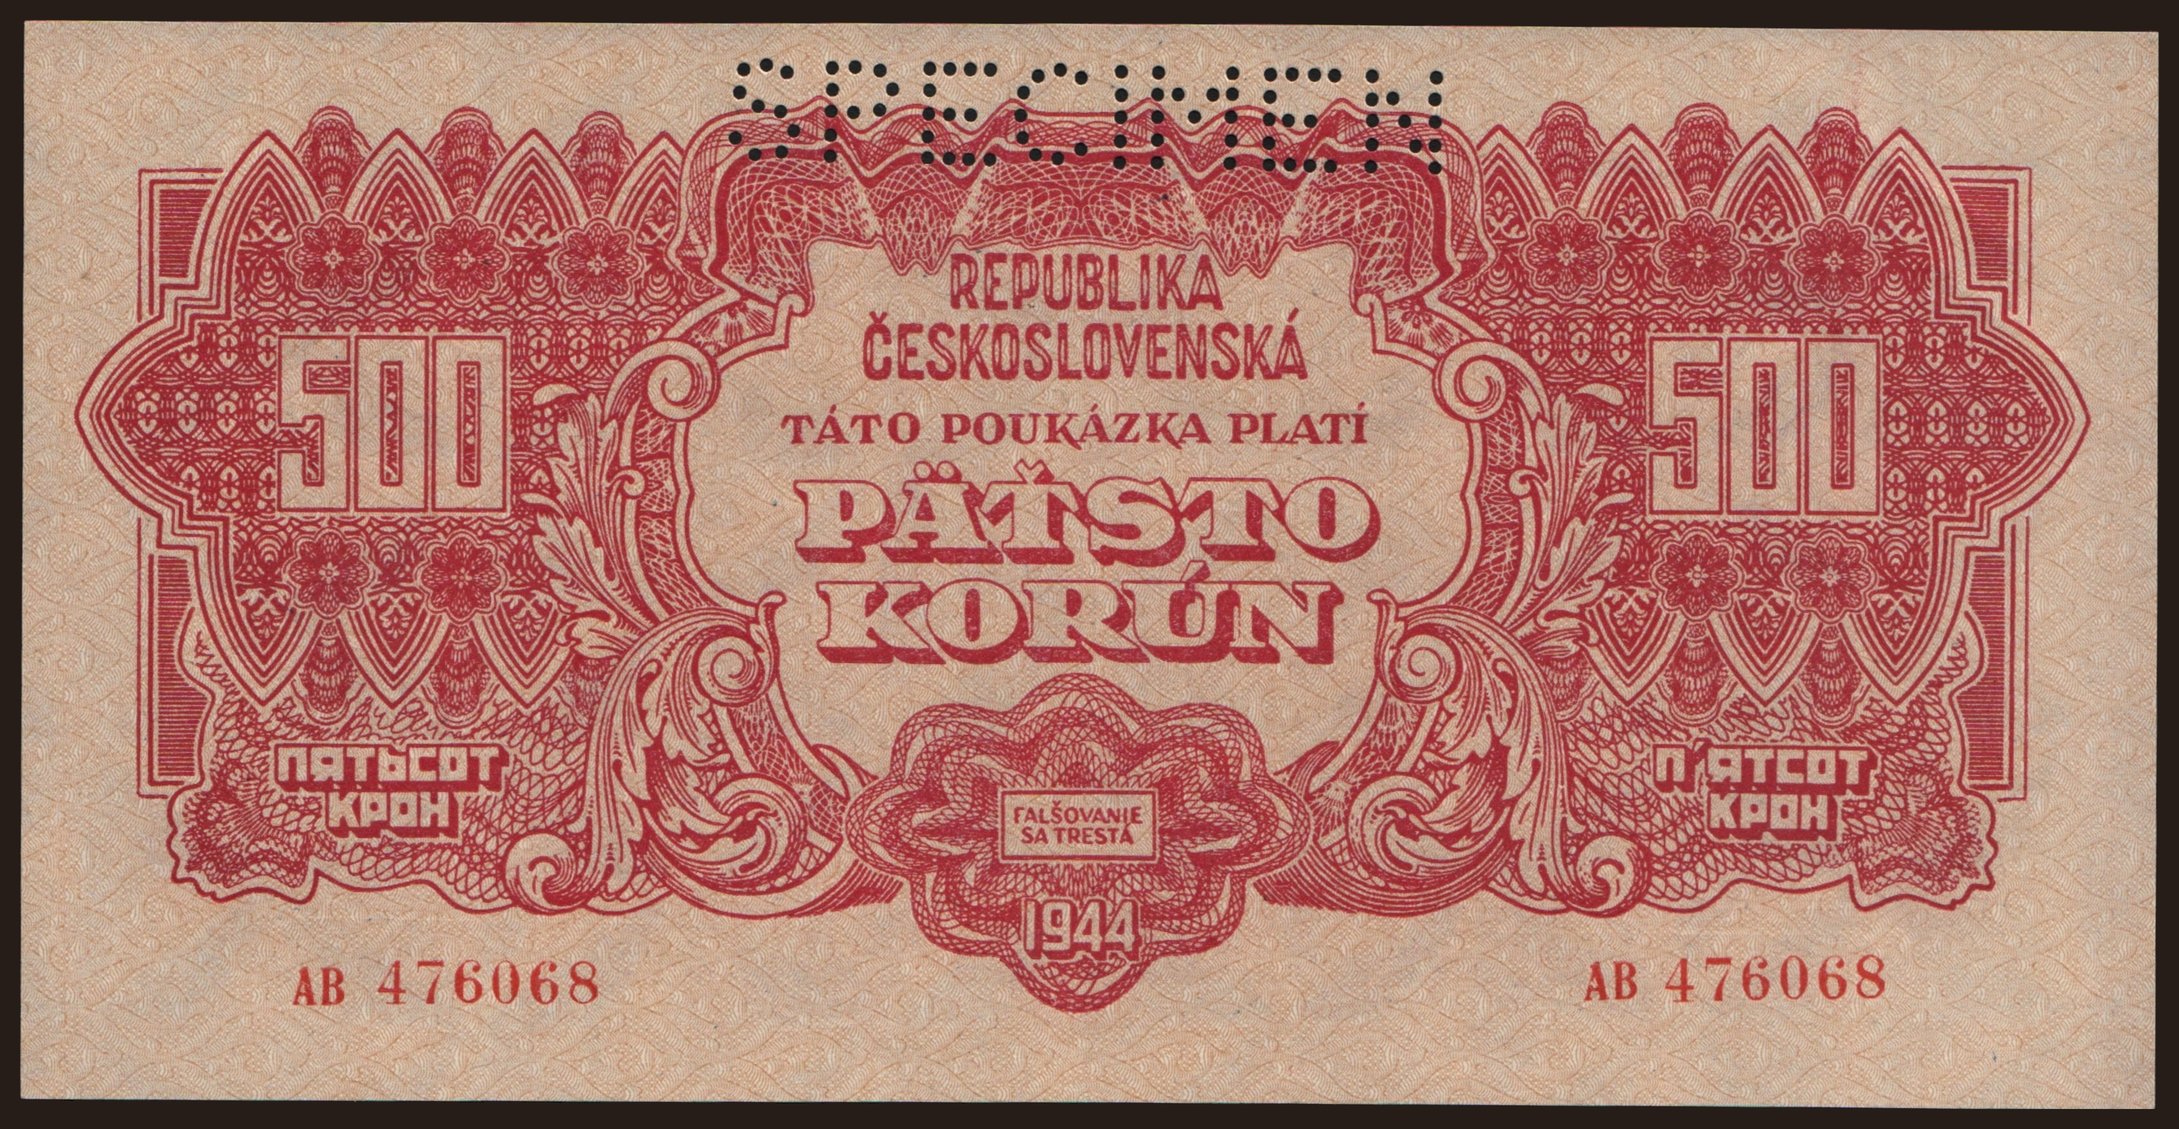 SPECIMEN
REPUBLIKA
ČESKOSLOVENSKÁ
TÁTO POUKÁZKA PLATÍ
PÄŤSTO
KORÚN
500
500
ПЯТЬСОТ
КРОН
П'ЯТСОТ
КРОН
FALŠOVANIE
SA TRESTÁ
1944
AB 476068
AB 476068